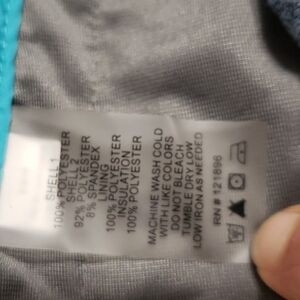 SHELL 1
100% POLYESTER
SHELL 2
92% POLYESTER
8% SPANDEX
LINING
100% POLYESTER
INSULATION
100% POLYESTER
MACHINE WASH COLD
WITH LIKE COLORS
DO NOT BLEACH
TUMBLE DRY LOW
LOW IRON AS NEEDED
RN # 121896